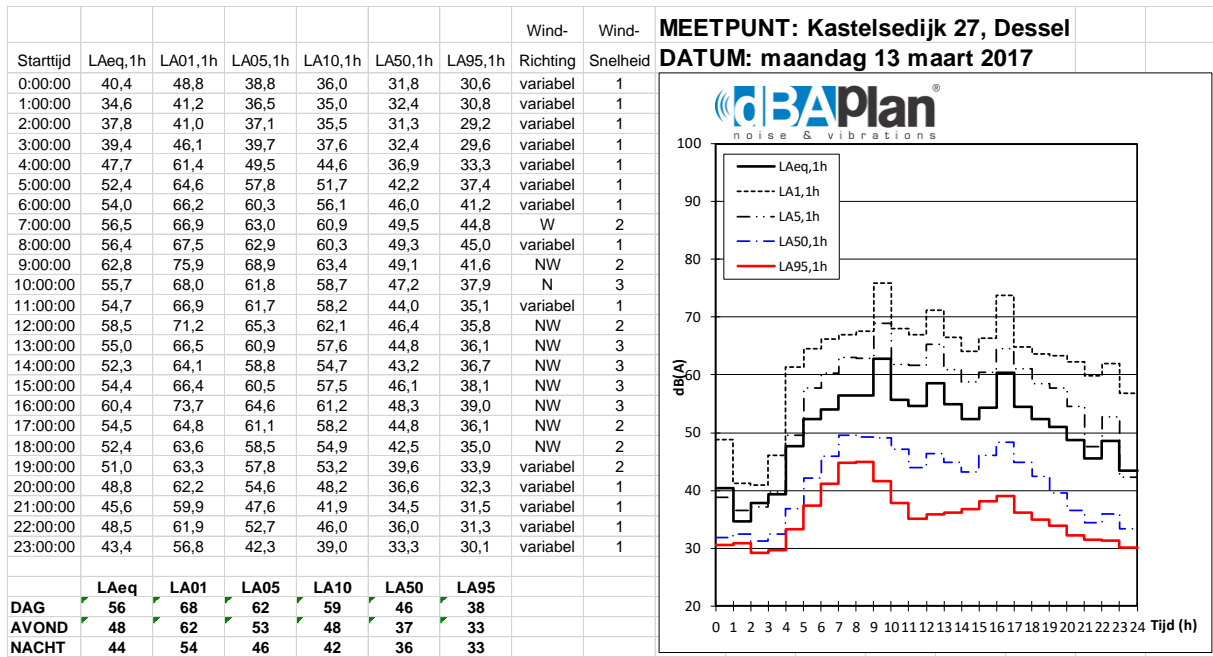 Wind- Wind- MEETPUNT: Kastelsedijk 27, Dessel
Starttijd LAeq,1h LA01,1h LA05,1h LA10,1h LA50,1h LA95,1h Richting Snelheid DATUM: maandag 13 maart 2017
0:00:00 40,4 48,8 38,8 36,0 31,8 30,6 variabel 1
1:00:00 34,6 41,2 36,5 35,0 32,4 30,8 variabel 1
2:00:00 37,8 41,0 37,1 35,5 31,3 29,2 variabel 1
3:00:00 39,4 46,1 39,7 37,6 32,4 29,6 variabel 1
4:00:00 47,7 61,4 49,5 44,6 36,9 33,3 variabel 1
5:00:00 52,4 64,6 57,8 51,7 42,2 37,4 variabel 1
6:00:00 54,0 66,2 60,3 56,1 46,0 41,2 variabel 1
7:00:00 56,5 66,9 63,0 60,9 49,5 44,8 W 2
8:00:00 56,4 67,5 62,9 60,3 49,3 45,0 variabel 1
9:00:00 62,8 75,9 68,9 63,4 49,1 41,6 NW 2
10:00:00 55,7 68,0 61,8 58,7 47,2 37,9 N 3
11:00:00 54,7 66,9 61,7 58,2 44,0 35,1 variabel 1
12:00:00 58,5 71,2 65,3 62,1 46,4 35,8 NW 2
13:00:00 55,0 66,5 60,9 57,6 44,8 36,1 NW 3
14:00:00 52,3 64,1 58,8 54,7 43,2 36,7 NW 3
15:00:00 54,4 66,4 60,5 57,5 46,1 38,1 NW 3
16:00:00 60,4 73,7 64,6 61,2 48,3 39,0 NW 3
17:00:00 54,5 64,8 61,1 58,2 44,8 36,1 NW 2
18:00:00 52,4 63,6 58,5 54,9 42,5 35,0 NW 2
19:00:00 51,0 63,3 57,8 53,2 39,6 33,9 variabel 2
20:00:00 48,8 62,2 54,6 48,2 36,6 32,3 variabel 1
21:00:00 45,6 59,9 47,6 41,9 34,5 31,5 variabel 1
22:00:00 48,5 61,9 52,7 46,0 36,0 31,3 variabel 1
23:00:00 43,4 56,8 42,3 39,0 33,3 30,1 variabel 1
LAeq LA01 LA05 LA10 LA50 LA95
DAG 56 68 62 59 46 38
AVOND 48 62 53 48 37 33
NACHT 44 54 46 42 36 33
dBAPlan®
noise & vibrations
100
90
80
70
60
50
40
30
20
dB(A)
LAeq,1h
LA1,1h
LA5,1h
LA50,1h
LA95,1h
0 1 2 3 4 5 6 7 8 9 10 11 12 13 14 15 16 17 18 19 20 21 22 23 24 Tijd (h)